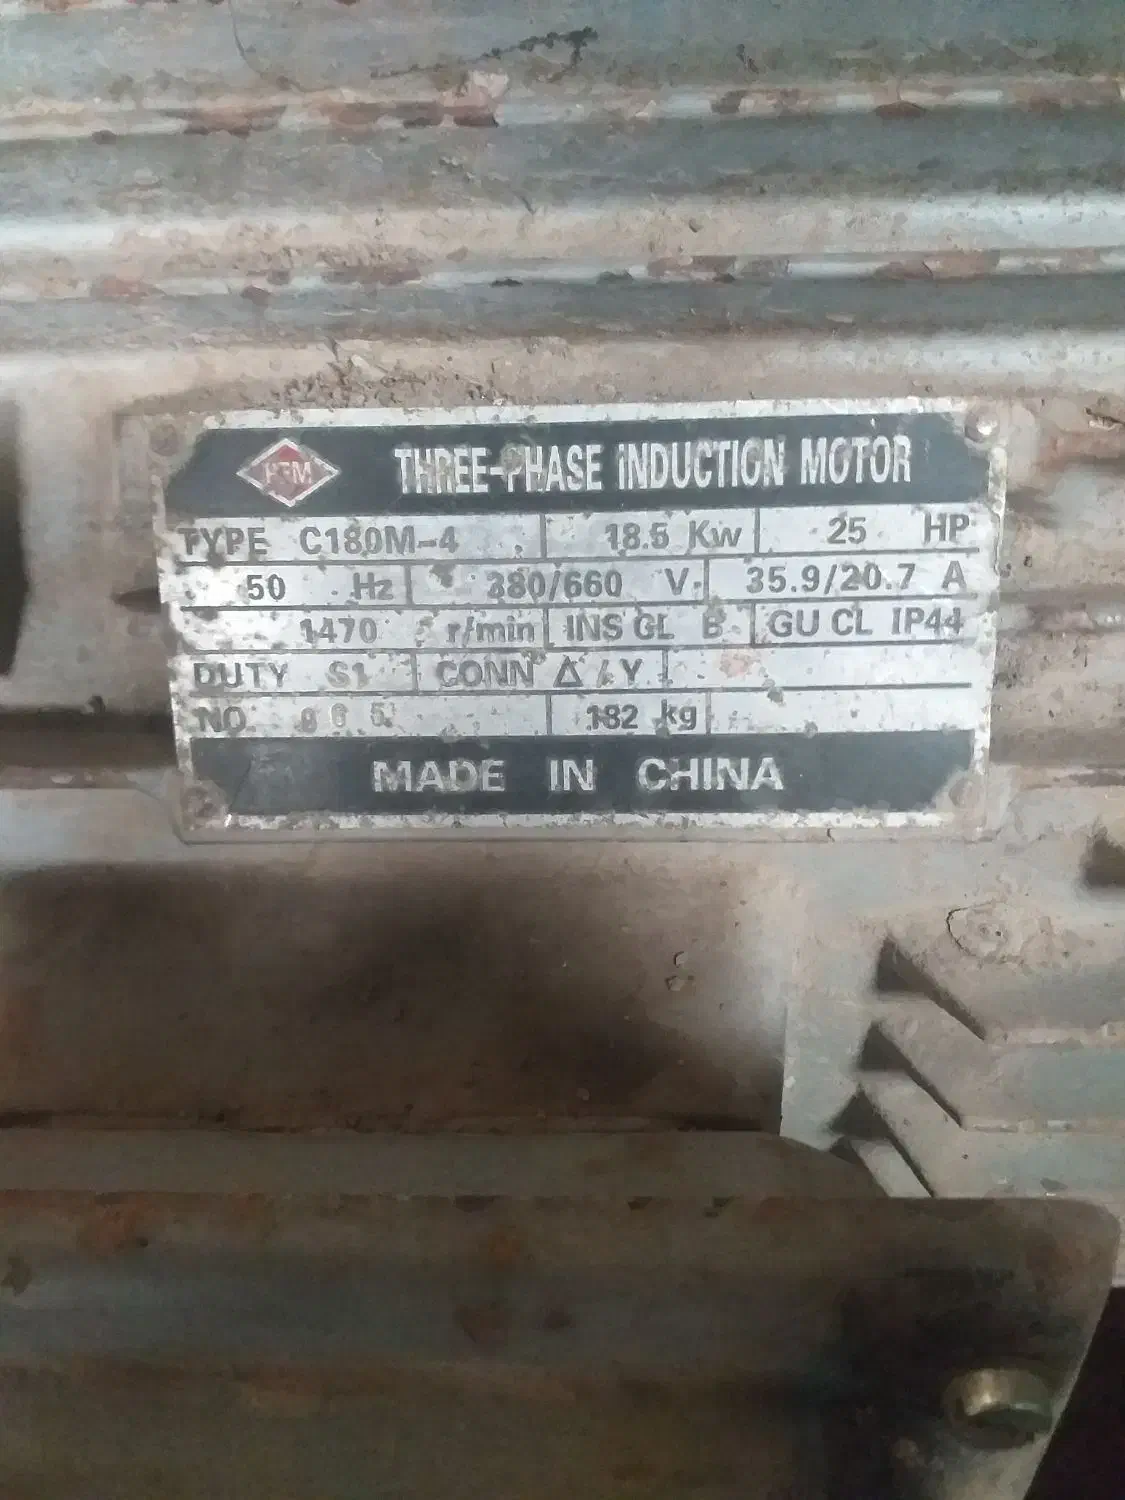 THREE-PHASE INDUCTION MOTOR
TYPE C180M-4 18.5 Kw 25 HP
50 Hz 380/660 V 35.9/20.7 A
1470 r/min INS CL B GU CL IP44
DUTY S1 CONN Δ / Y
NO. 182 kg
MADE IN CHINA